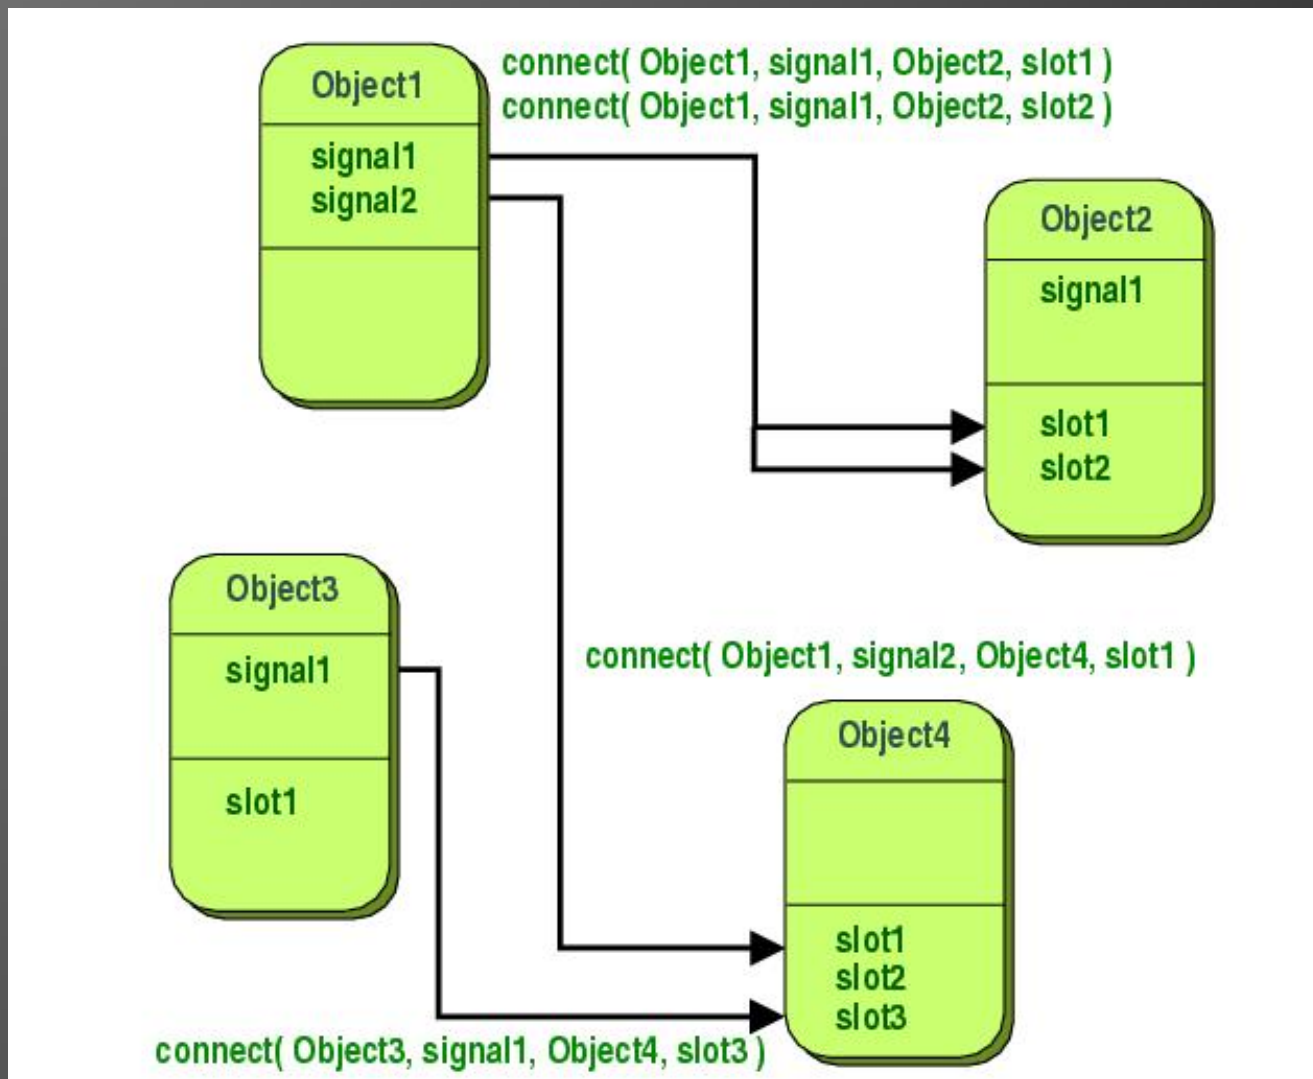 Object1
signal1
signal2
connect( Object1, signal1, Object2, slot1 )
connect( Object1, signal1, Object2, slot2 )
Object2
signal1
slot1
slot2
Object3
signal1
slot1
connect( Object1, signal2, Object4, slot1 )
Object4
slot1
slot2
slot3
connect( Object3, signal1, Object4, slot3 )